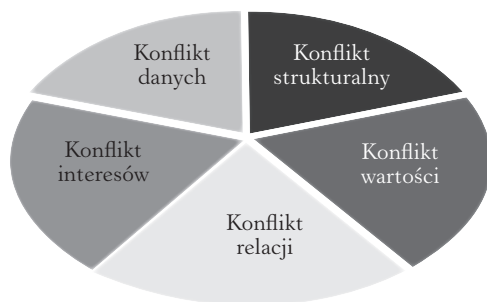 Konflikt
danych
Konflikt
strukturalny
Konflikt
interesów
Konflikt
wartości
Konflikt
relacji